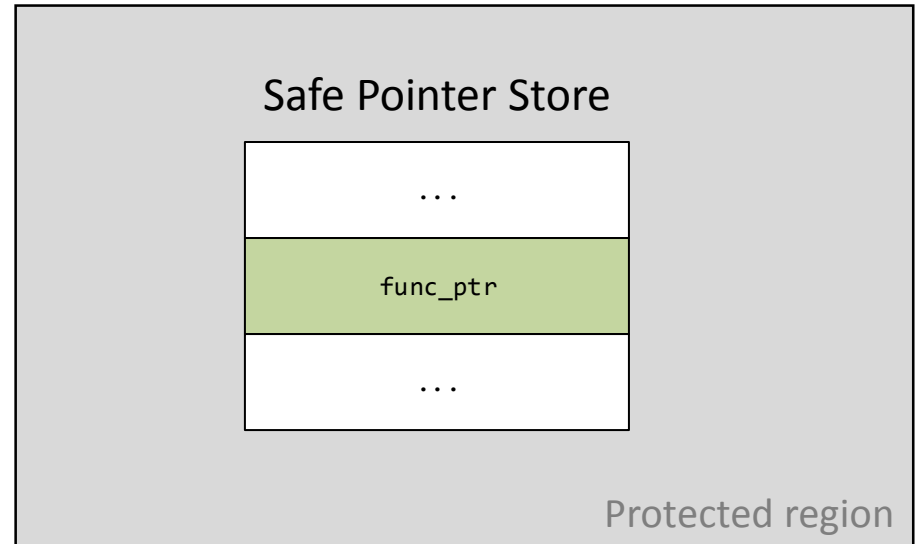 Safe Pointer Store
...
func_ptr
...
Protected region